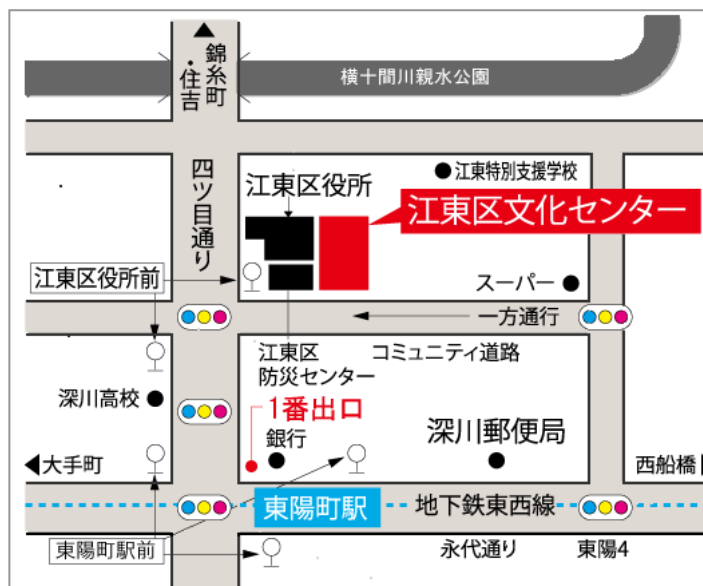 錦糸町
・住吉
横十間川親水公園
四ツ目通り
江東区役所
江東特別支援学校
江東区文化センター
江東区役所前
スーパー
一方通行
江東区
防災センター
コミュニティ道路
深川高校
1番出口
銀行
深川郵便局
大手町
西船橋
東陽町駅
地下鉄東西線
東陽町駅前
永代通り
東陽4